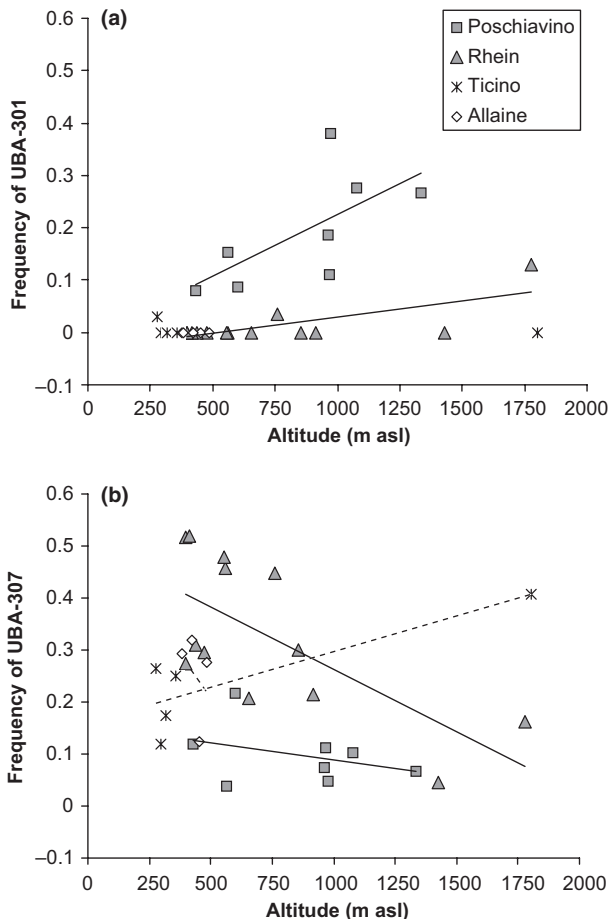 (a)
0.6
0.5
0.4
0.3
0.2
0.1
0
–0.1
Frequency of UBA-301
Poschiavino
Rhein
Ticino
Allaine
0 250 500 750 1000 1250 1500 1750 2000
Altitude (m asl)
(b)
0.6
0.5
0.4
0.3
0.2
0.1
0
–0.1
Frequency of UBA-307
0 250 500 750 1000 1250 1500 1750 2000
Altitude (m asl)